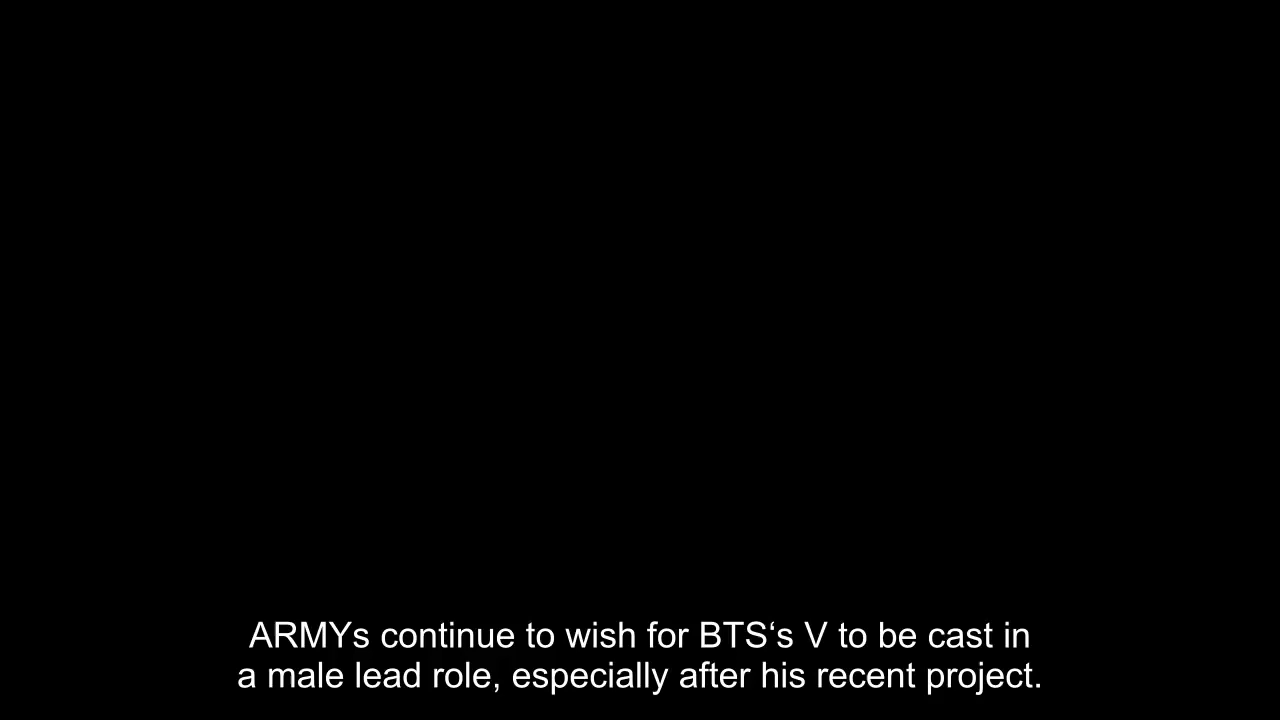 ARMYs continue to wish for BTS‘s V to be cast in
a male lead role, especially after his recent project.